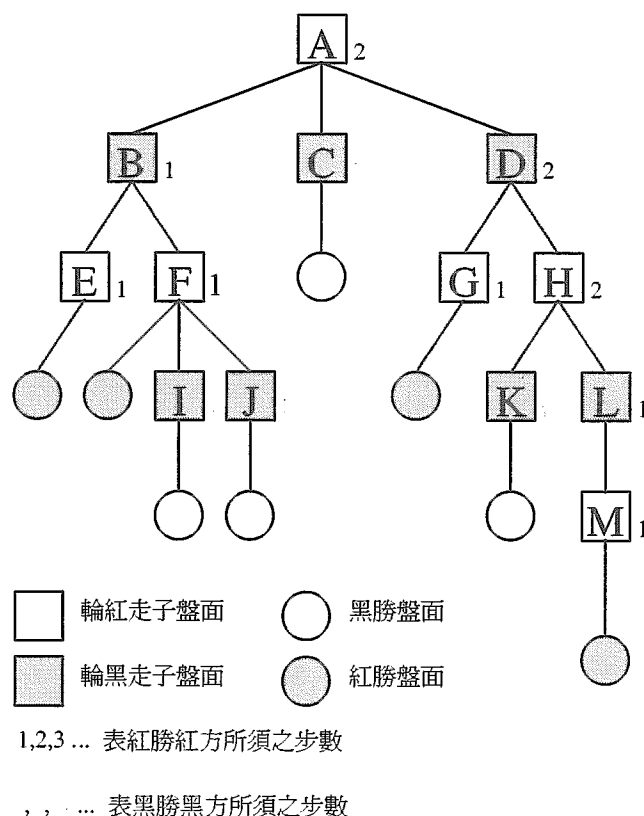 A 2
B 1 C D 2
E 1 F 1 G 1 H 2
I J K L 1
M 1
輪紅走子盤面 黑勝盤面
輪黑走子盤面 紅勝盤面
1,2,3 ... 表紅勝紅方所須之步數
, , ... 表黑勝黑方所須之步數